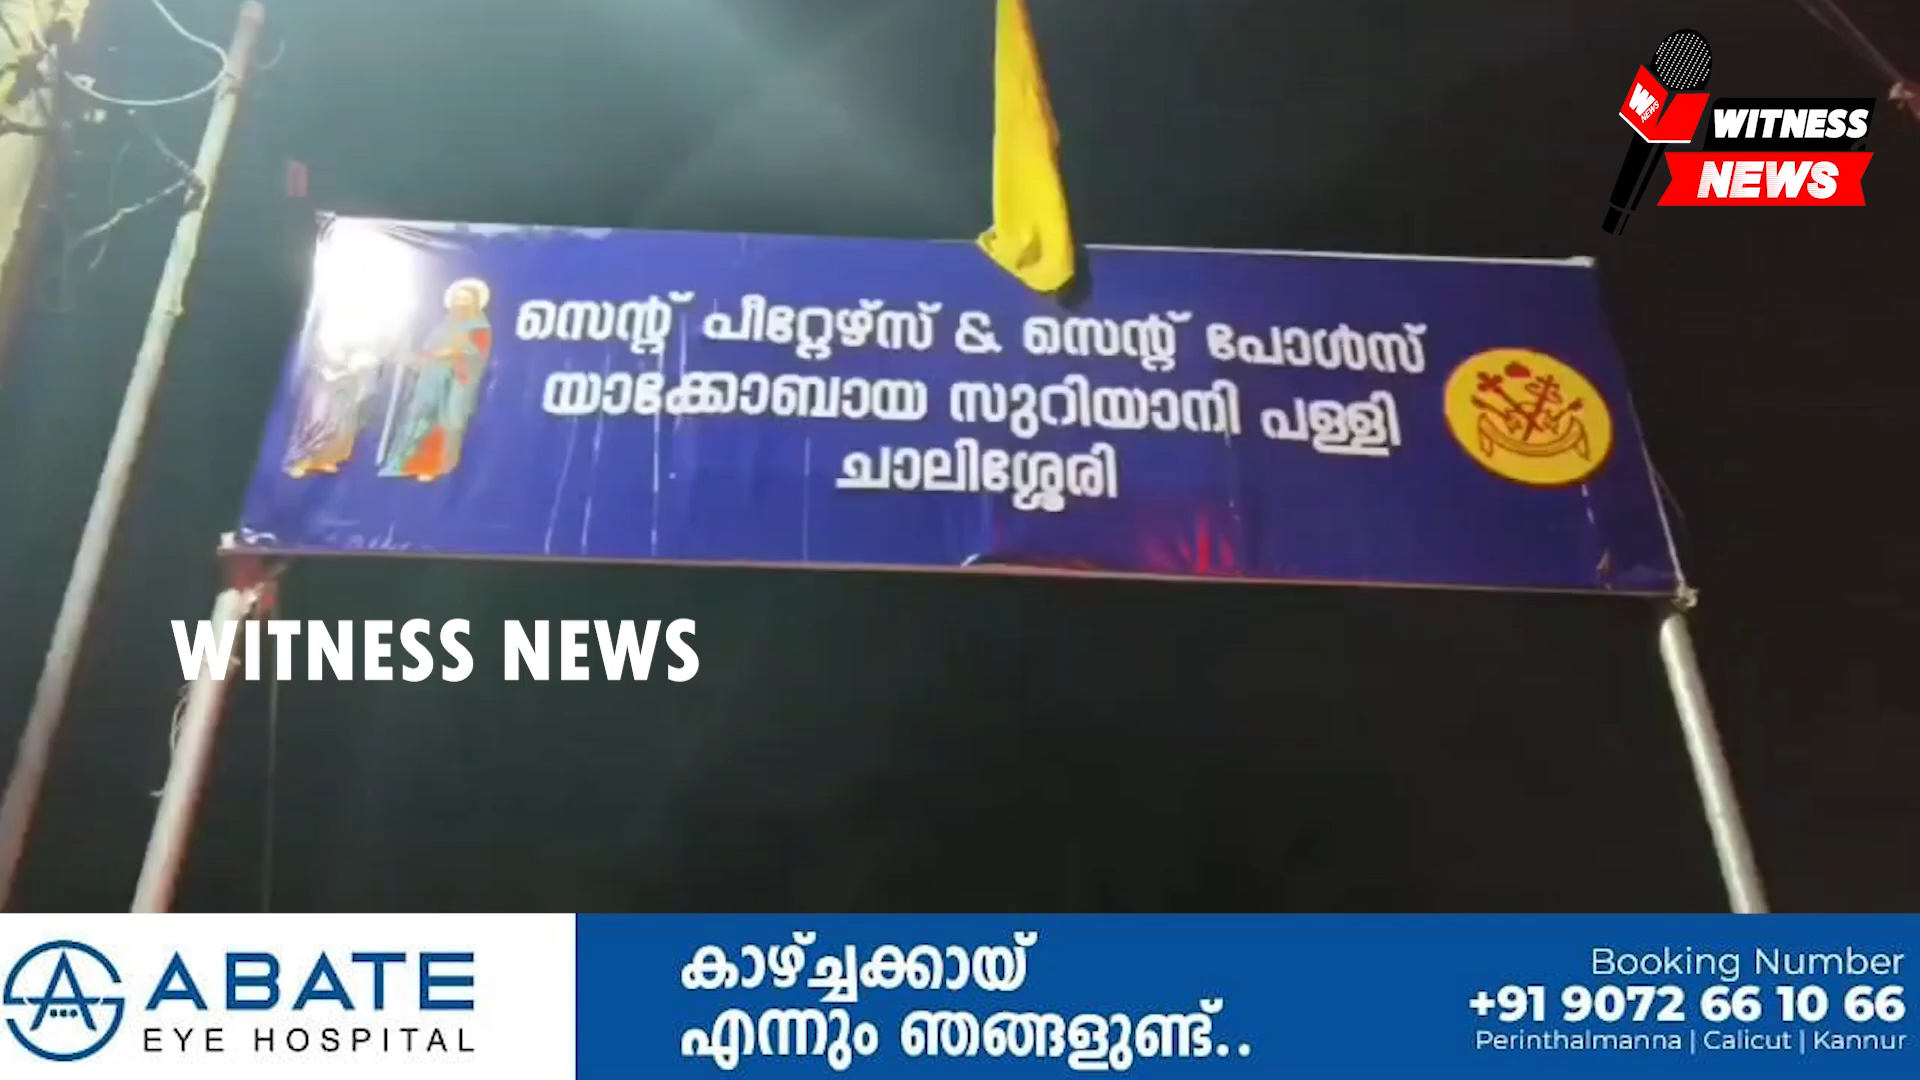 WITNESS
NEWS
സെന്റ് പീറ്റേഴ്സ് & സെന്റ് പോൾസ്
യാക്കോബായ സുറിയാനി പള്ളി
ചാലിശ്ശേരി
WITNESS NEWS
ABATE
EYE HOSPITAL
കാഴ്ച്ചക്കായ്
എന്നും ഞങ്ങളുണ്ട്..
Booking Number
+91 9072 66 10 66
Perinthalmanna | Calicut | Kannur